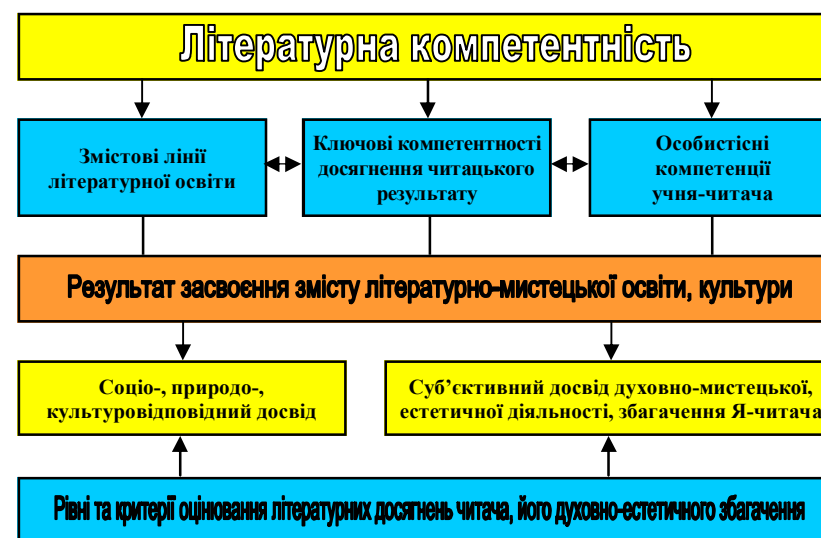 Літературна компетентність
Змістові лінії
літературної освіти
Ключові компетентності
досягнення читацького
результату
Особистісні
компетенції
учня-читача
Результат засвоєння змісту літературно-мистецької освіти, культури
Соціо-, природо-,
культуровідповідний досвід
Суб’єктивний досвід духовно-мистецької,
естетичної діяльності, збагачення Я-читача
Рівні та критерії оцінювання літературних досягнень читача, його духовно-естетичного збагачення